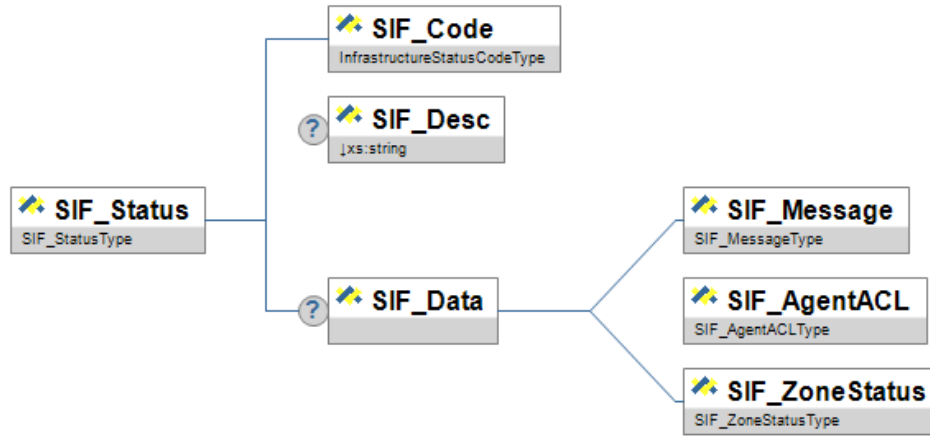 SIF_Code
InfrastructureStatusCodeType
?
SIF_Desc
↓xs:string
SIF_Status
SIF_StatusType
?
SIF_Data
SIF_Message
SIF_MessageType
SIF_AgentACL
SIF_AgentACLType
SIF_ZoneStatus
SIF_ZoneStatusType